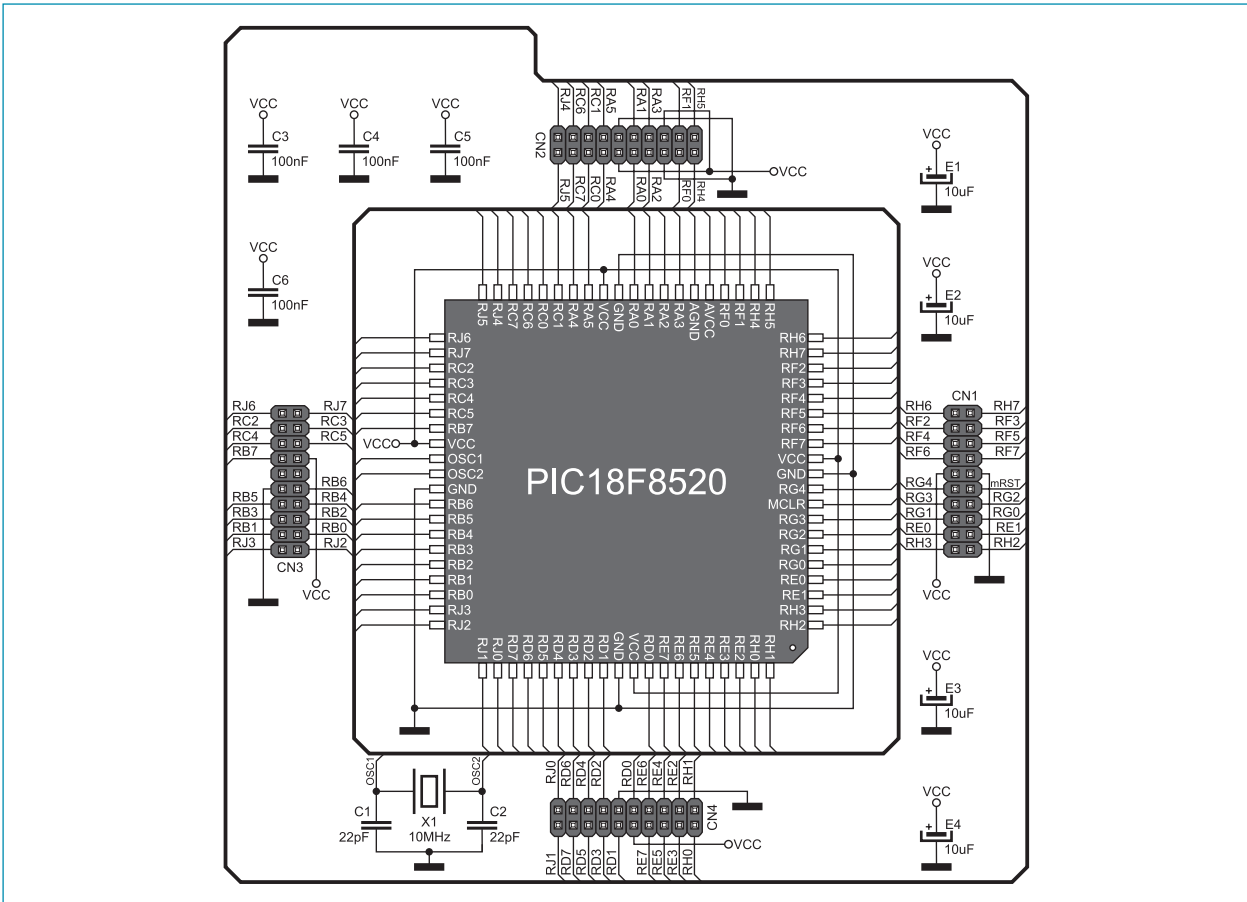 RJ4 RC6 RC1 RA5 RA1 RA3 RF1 RH5
CN2
VCC
RJ5 RC7 RC0 RA4 RA0 RA2 RF0 RH4
VCC VCC VCC
C3 C4 C5
100nF 100nF 100nF
VCC
C6
100nF
VCC
E1
10uF
VCC
E2
10uF
RJ5 RJ4 RC7 RC6 RC0 RC1 RA4 RA5 VCC GND RA0 RA1 RA2 RA3 AGND AVCC RF0 RF1 RH4 RH5
RJ6
RJ7
RC2
RC3
RC4
RC5
RB7
VCC
VCC
OSC1
OSC2
GND
RB6
RB5
RB4
RB3
RB2
RB1
RB0
RJ3
RJ2
PIC18F8520
RH6
RH7
RF2
RF3
RF4
RF5
RF6
RF7
VCC
GND
RG4
MCLR
RG3
RG2
RG1
RG0
RE0
RE1
RH3
RH2
RJ1 RJ0 RD7 RD6 RD5 RD4 RD3 RD2 RD1 GND VCC RD0 RE7 RE6 RE5 RE4 RE3 RE2 RH0 RH1
RJ6 RJ7
RC2 RC3
RC4 RC5
RB7
RB6
RB5 RB4
RB3 RB2
RB1 RB0
RJ3 RJ2
CN3
VCC
CN1
RH6 RH7
RF2 RF3
RF4 RF5
RF6 RF7
RG4 mRST
RG3 RG2
RG1 RG0
RE0 RE1
RH3 RH2
VCC
VCC
E3
10uF
VCC
E4
10uF
OSC1 OSC2
C1 C2
22pF 22pF
X1
10MHz
RJ0 RD6 RD4 RD2 RD0 RE6 RE4 RE2 RH1
CN4
VCC
RJ1 RD7 RD5 RD3 RD1 RE7 RE5 RE3 RH0